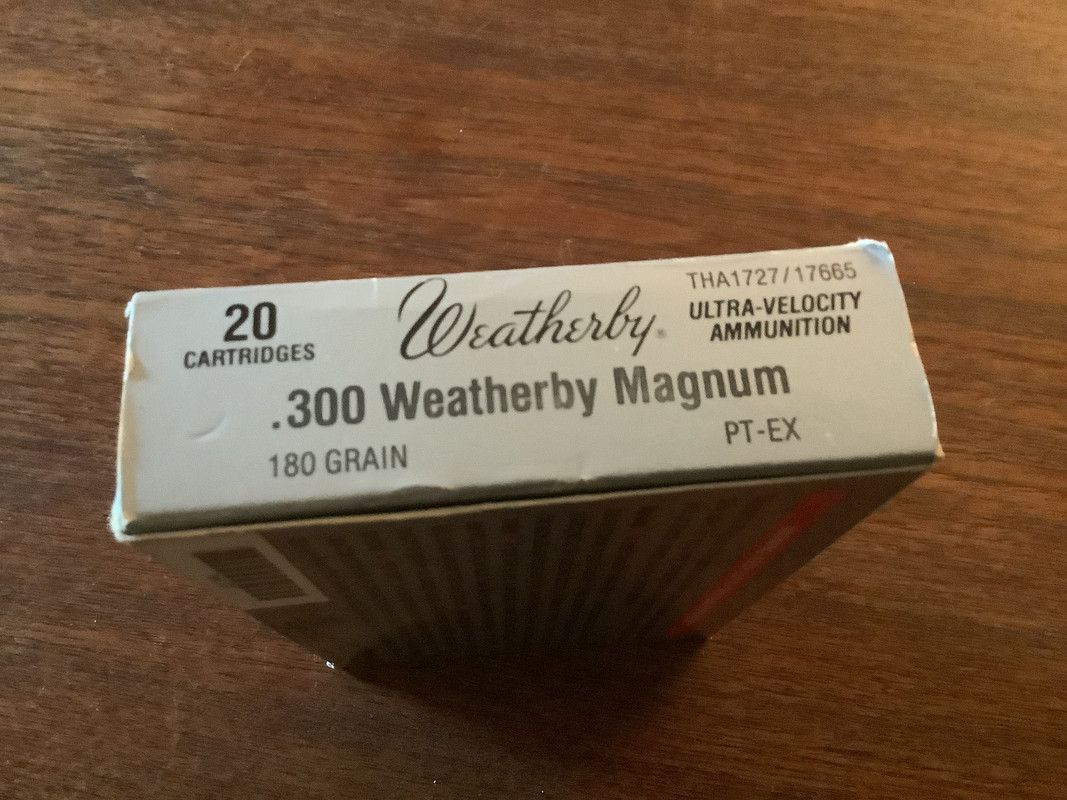 20
CARTRIDGES
Weatherby®
THA1727/17665
ULTRA-VELOCITY
AMMUNITION
.300 Weatherby Magnum
180 GRAIN
PT-EX